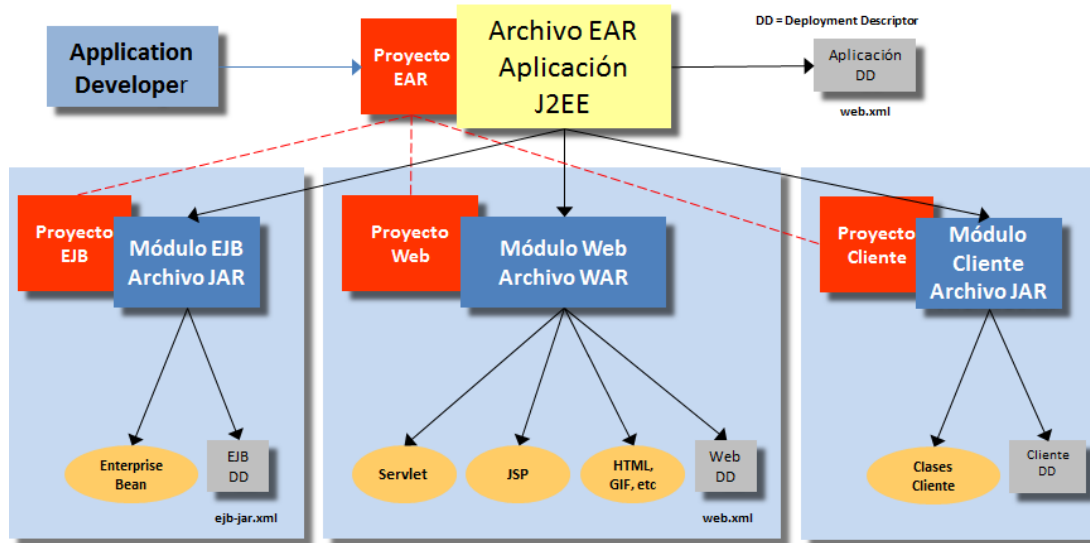 DD = Deployment Descriptor
Application
Developer
Proyecto
EAR
Archivo EAR
Aplicación
J2EE
Aplicación
DD
web.xml
Proyecto
EJB
Módulo EJB
Archivo JAR
Enterprise
Bean
EJB
DD
ejb-jar.xml
Proyecto
Web
Módulo Web
Archivo WAR
Servlet
JSP
HTML,
GIF, etc
Web
DD
web.xml
Proyecto
Cliente
Módulo
Cliente
Archivo JAR
Clases
Cliente
Cliente
DD